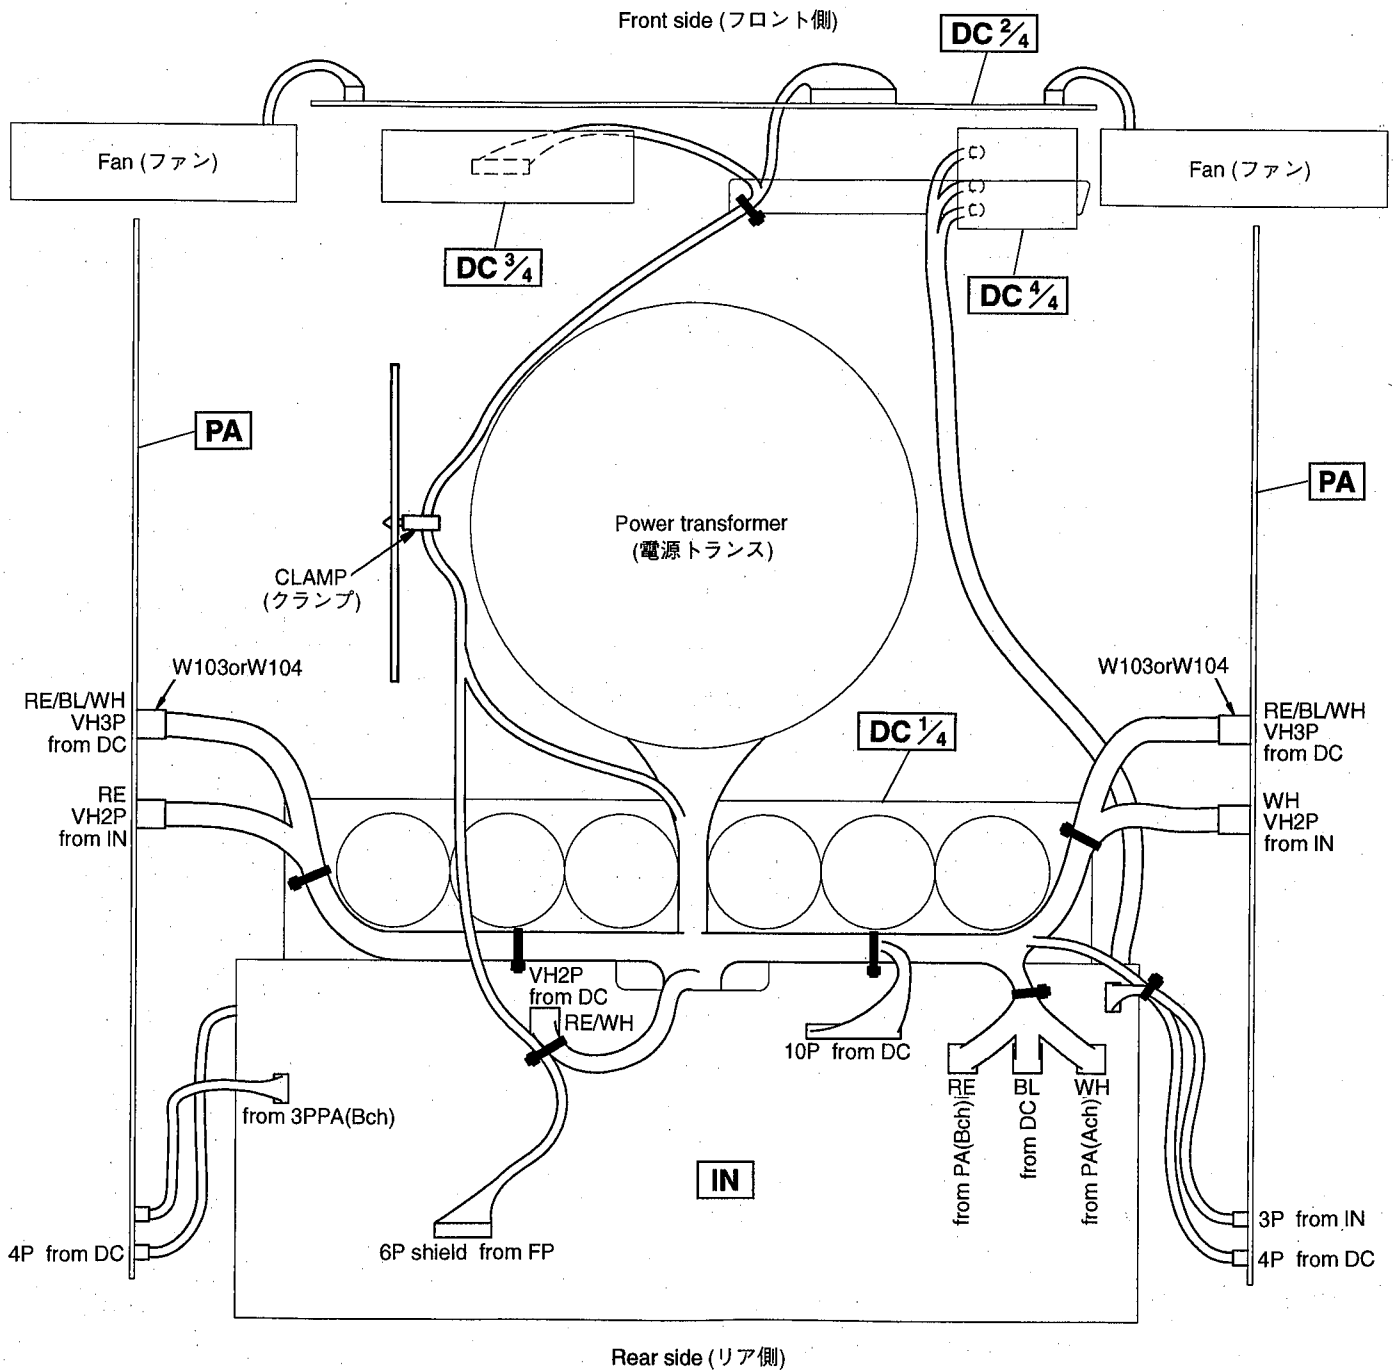 Front side (フロント側)
DC 2/4
Fan (ファン)
Fan (ファン)
DC 3/4
DC 4/4
PA
PA
Power transformer
(電源トランス)
CLAMP
(クランプ)
W103orW104
RE/BL/WH
VH3P
from DC
RE
VH2P
from IN
W103orW104
RE/BL/WH
VH3P
from DC
WH
VH2P
from IN
DC 1/4
VH2P
from DC
RE/WH
10P from DC
RE
from PA(Bch)
BL
from DC
WH
from PA(Ach)
from 3PPA(Bch)
IN
4P from DC
6P shield from FP
3P from IN
4P from DC
Rear side (リア側)